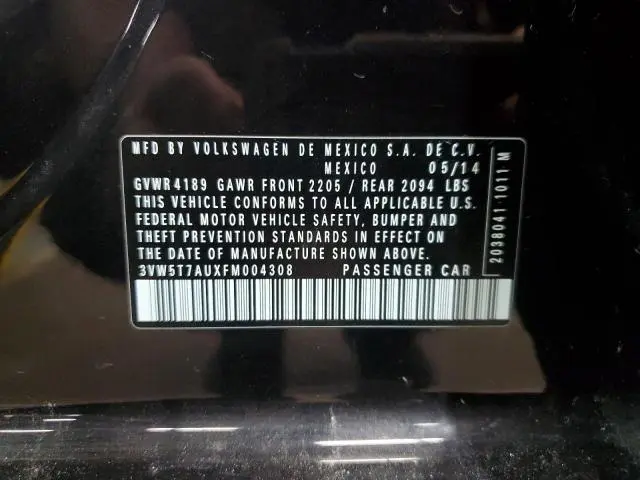 MFD BY VOLKSWAGEN DE MEXICO S.A. DE C.V.
MEXICO 05/14
GVWR 4189 GAWR FRONT 2205 / REAR 2094 LBS
THIS VEHICLE CONFORMS TO ALL APPLICABLE U.S.
FEDERAL MOTOR VEHICLE SAFETY, BUMPER AND
THEFT PREVENTION STANDARDS IN EFFECT ON
THE DATE OF MANUFACTURE SHOWN ABOVE.
3VW5T7AUXFM004308 PASSENGER CAR
2038041 1011 M